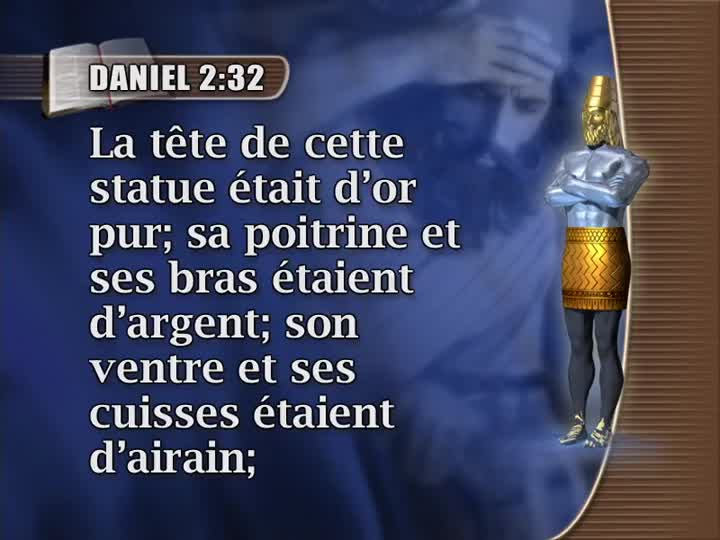 DANIEL 2:32
La tête de cette
statue était d’or
pur; sa poitrine et
ses bras étaient
d’argent; son
ventre et ses
cuisses étaient
d’airain;